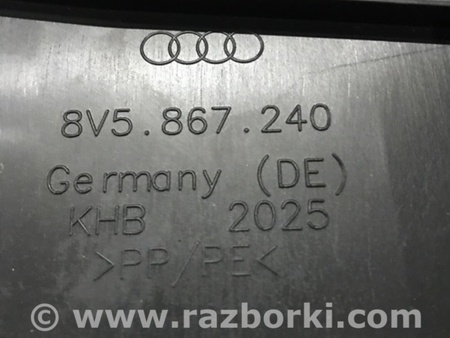 8V5.867.240
Germany (DE)
KHB 2025
>PP/PE<
© www.razborki.com